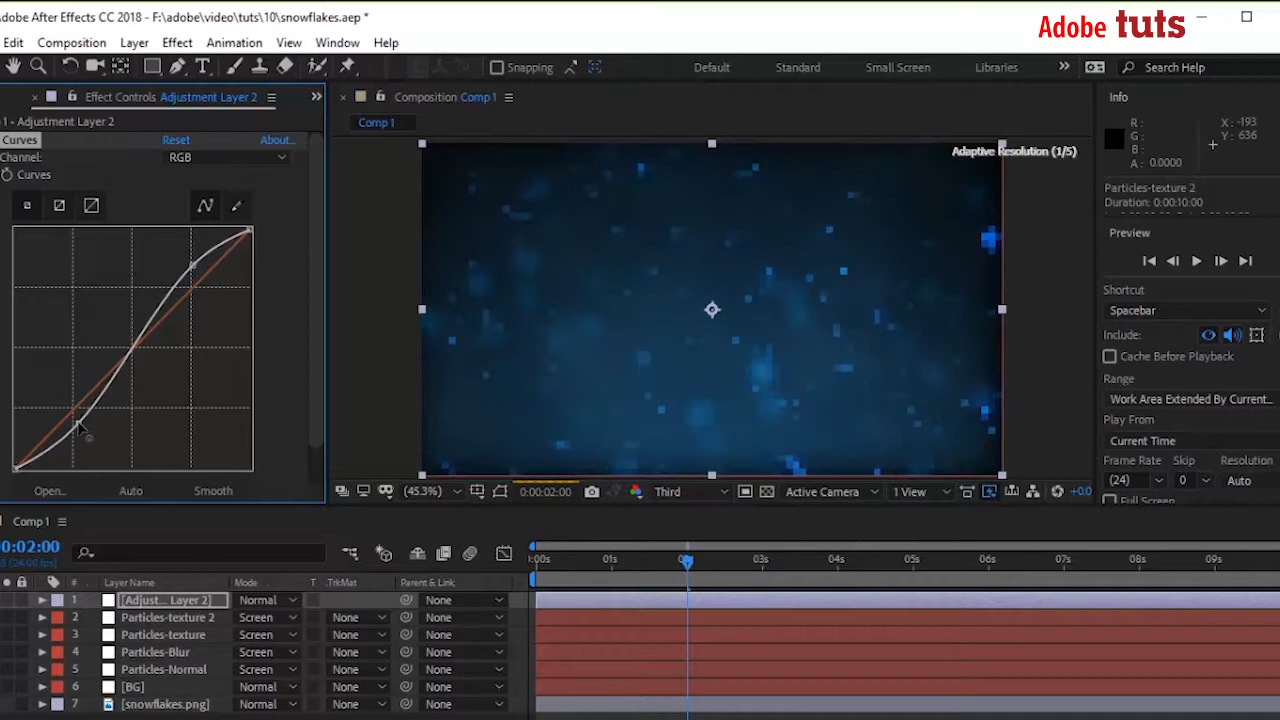 dobe After Effects CC 2018 - F:\adobe\video\tuts\10\snowflakes.aep *
Adobe tuts
Edit Composition Layer Effect Animation View Window Help
Snapping Default Standard Small Screen Libraries Search Help
Effect Controls Adjustment Layer 2
Composition Comp 1
Info
1 - Adjustment Layer 2
Comp 1
Curves Reset About...
Channel: RGB
Curves
Adaptive Resolution (1/5)
R :
G :
B :
A : 0.0000
X : -193
Y : 636
Particles-texture 2
Duration: 0:00:10:00
Preview
Shortcut
Spacebar
Include:
Cache Before Playback
Range
Work Area Extended By Current...
Play From
Current Time
Frame Rate Skip Resolution
(24) 0 Auto
Full Screen
Open... Auto Smooth
(45.3%) 0:00:02:00 Third Active Camera 1 View +0.0
Comp 1
0:02:00
(24.00 fps)
:00s 01s 03s 04s 05s 06s 07s 08s 09s
# Layer Name Mode T .TrkMat Parent & Link
1 [Adjust... Layer 2] Normal None
2 Particles-texture 2 Screen None None
3 Particles-texture Screen None None
4 Particles-Blur Screen None None
5 Particles-Normal Screen None None
6 [BG] Normal None None
7 [snowflakes.png] Normal None None